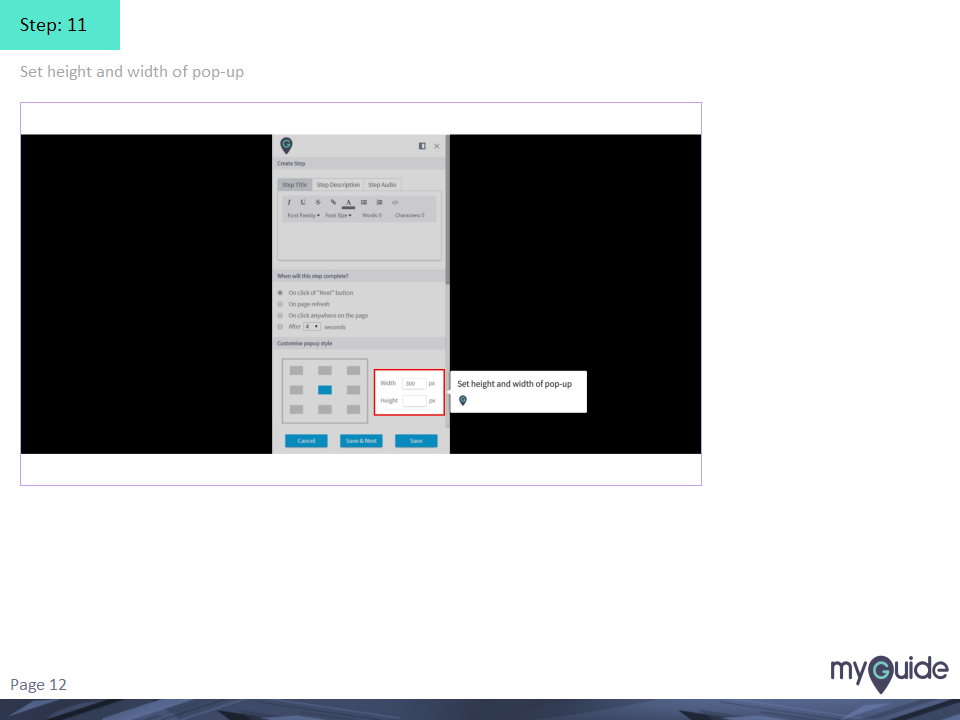 Step: 11
Set height and width of pop-up
Create Step
Step Title Step Description Step Audio
I U S A
Font Family Font Size Words: 0 Characters: 0
When will this step complete?
On click of "Next" button
On page refresh
On click anywhere on the page
After 4 seconds
Customise popup style
Width 300 px
Height px
Set height and width of pop-up
Cancel Save & Next Save
Page 12
myGuide